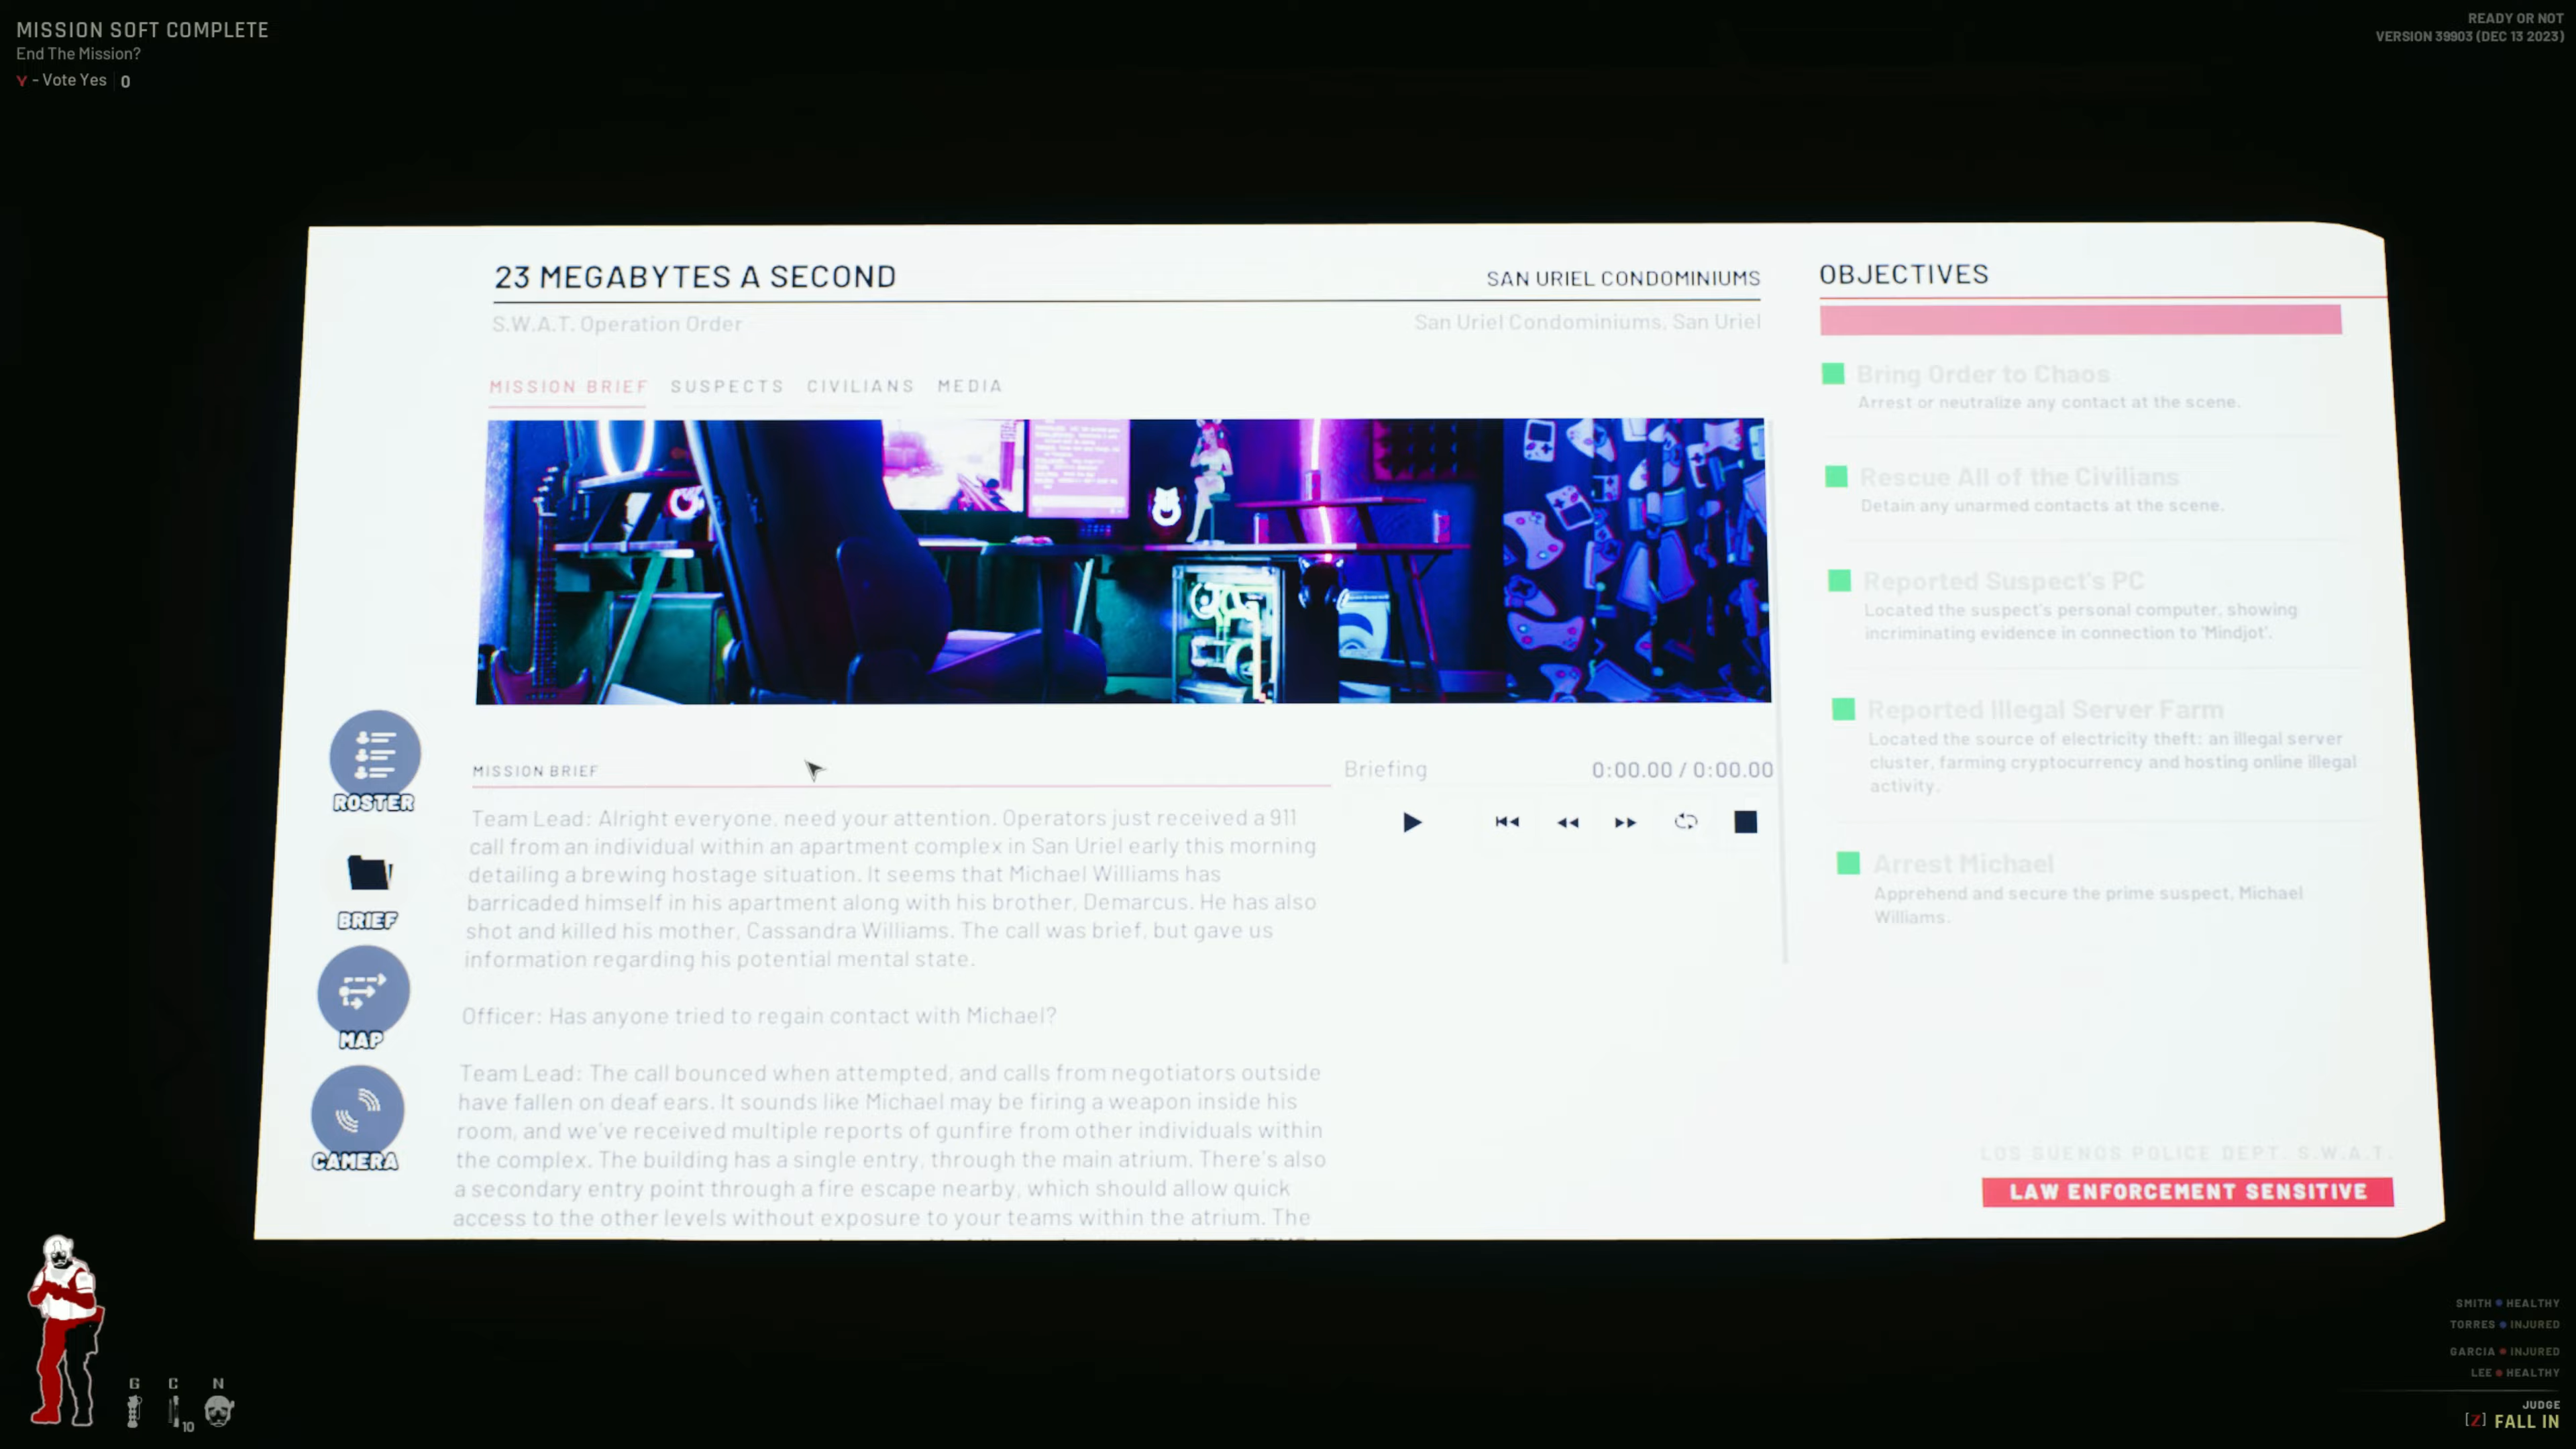 MISSION SOFT COMPLETE
End The Mission?
Y - Vote Yes 0
READY OR NOT
VERSION 39903 (DEC 13 2023)
23 MEGABYTES A SECOND
SAN URIEL CONDOMINIUMS
S.W.A.T. Operation Order
San Uriel Condominiums, San Uriel
MISSION BRIEF SUSPECTS CIVILIANS MEDIA
MISSION BRIEF
Team Lead: Alright everyone, need your attention. Operators just received a 911
call from an individual within an apartment complex in San Uriel early this morning
detailing a brewing hostage situation. It seems that Michael Williams has
barricaded himself in his apartment along with his brother, Demarcus. He has also
shot and killed his mother, Cassandra Williams. The call was brief, but gave us
information regarding his potential mental state.
Officer: Has anyone tried to regain contact with Michael?
Team Lead: The call bounced when attempted, and calls from negotiators outside
have fallen on deaf ears. It sounds like Michael may be firing a weapon inside his
room, and we've received multiple reports of gunfire from other individuals within
the complex. The building has a single entry, through the main atrium. There's also
a secondary entry point through a fire escape nearby, which should allow quick
access to the other levels without exposure to your teams within the atrium. The
Briefing
0:00.00 / 0:00.00
OBJECTIVES
Bring Order to Chaos
Arrest or neutralize any contact at the scene.
Rescue All of the Civilians
Detain any unarmed contacts at the scene.
Reported Suspect's PC
Located the suspect's personal computer, showing
incriminating evidence in connection to 'Mindjot'.
Reported Illegal Server Farm
Located the source of electricity theft: an illegal server
cluster, farming cryptocurrency and hosting online illegal
activity.
Arrest Michael
Apprehend and secure the prime suspect, Michael
Williams.
LOS SUENOS POLICE DEPT. S.W.A.T.
LAW ENFORCEMENT SENSITIVE
ROSTER
BRIEF
MAP
CAMERA
G C N
10
SMITH HEALTHY
TORRES INJURED
GARCIA INJURED
LEE HEALTHY
JUDGE
[Z] FALL IN